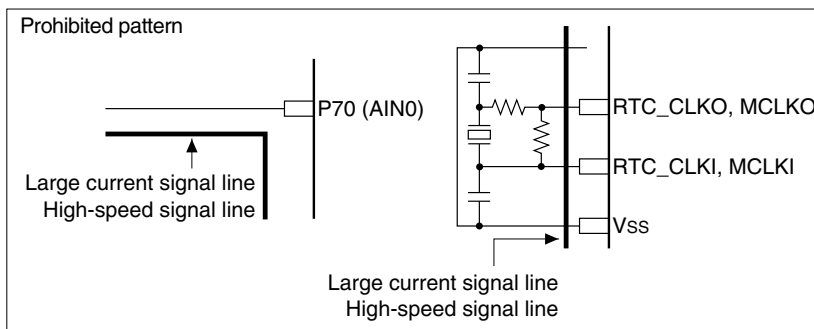 Prohibited pattern
P70 (AIN0)
Large current signal line
High-speed signal line
RTC_CLKO, MCLKO
RTC_CLKI, MCLKI
Vss
Large current signal line
High-speed signal line